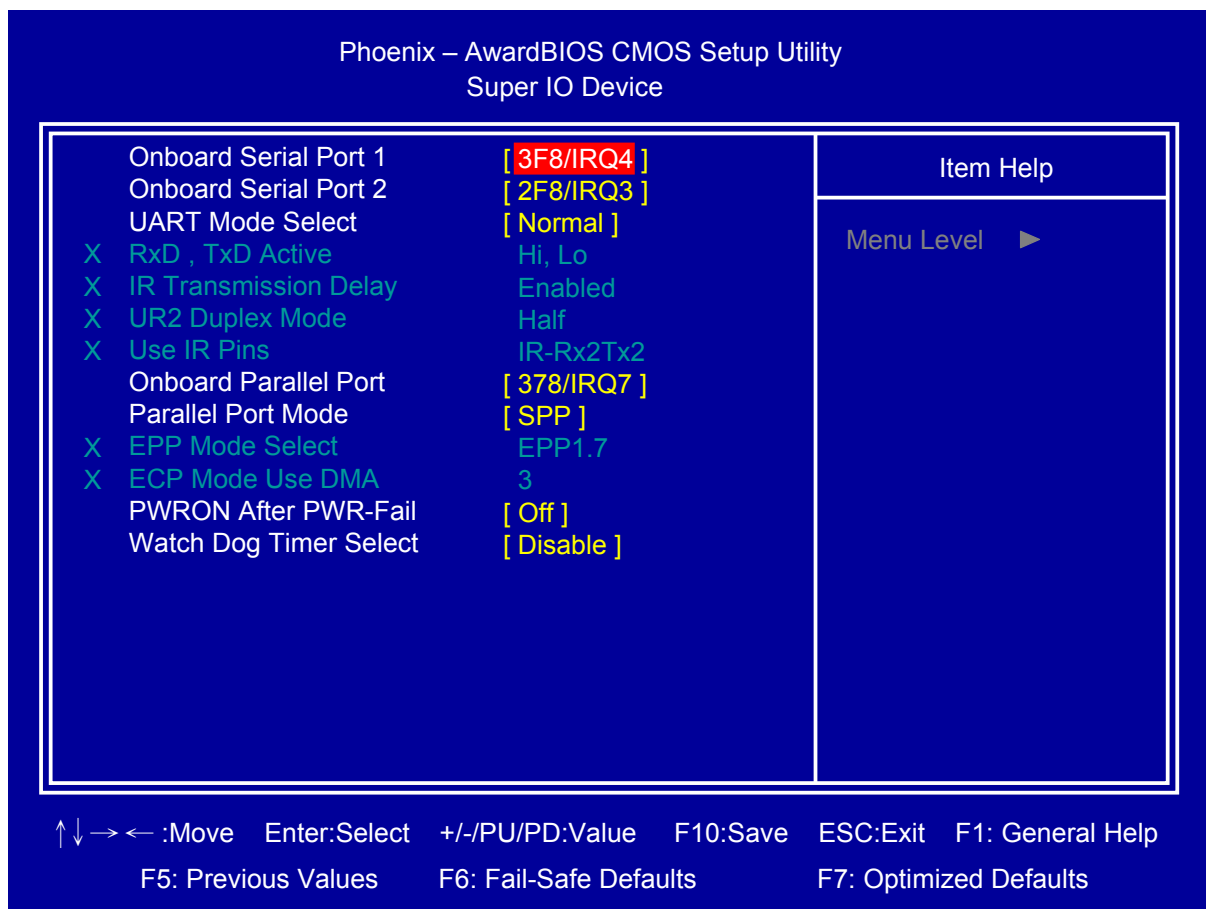 Phoenix – AwardBIOS CMOS Setup Utility
Super IO Device
Onboard Serial Port 1 [ 3F8/IRQ4 ]
Onboard Serial Port 2 [ 2F8/IRQ3 ]
UART Mode Select [ Normal ]
X RxD , TxD Active Hi, Lo
X IR Transmission Delay Enabled
X UR2 Duplex Mode Half
X Use IR Pins IR-Rx2Tx2
Onboard Parallel Port [ 378/IRQ7 ]
Parallel Port Mode [ SPP ]
X EPP Mode Select EPP1.7
X ECP Mode Use DMA 3
PWRON After PWR-Fail [ Off ]
Watch Dog Timer Select [ Disable ]
Item Help
Menu Level ►
↑↓→←:Move Enter:Select +/-/PU/PD:Value F10:Save ESC:Exit F1: General Help
F5: Previous Values F6: Fail-Safe Defaults F7: Optimized Defaults